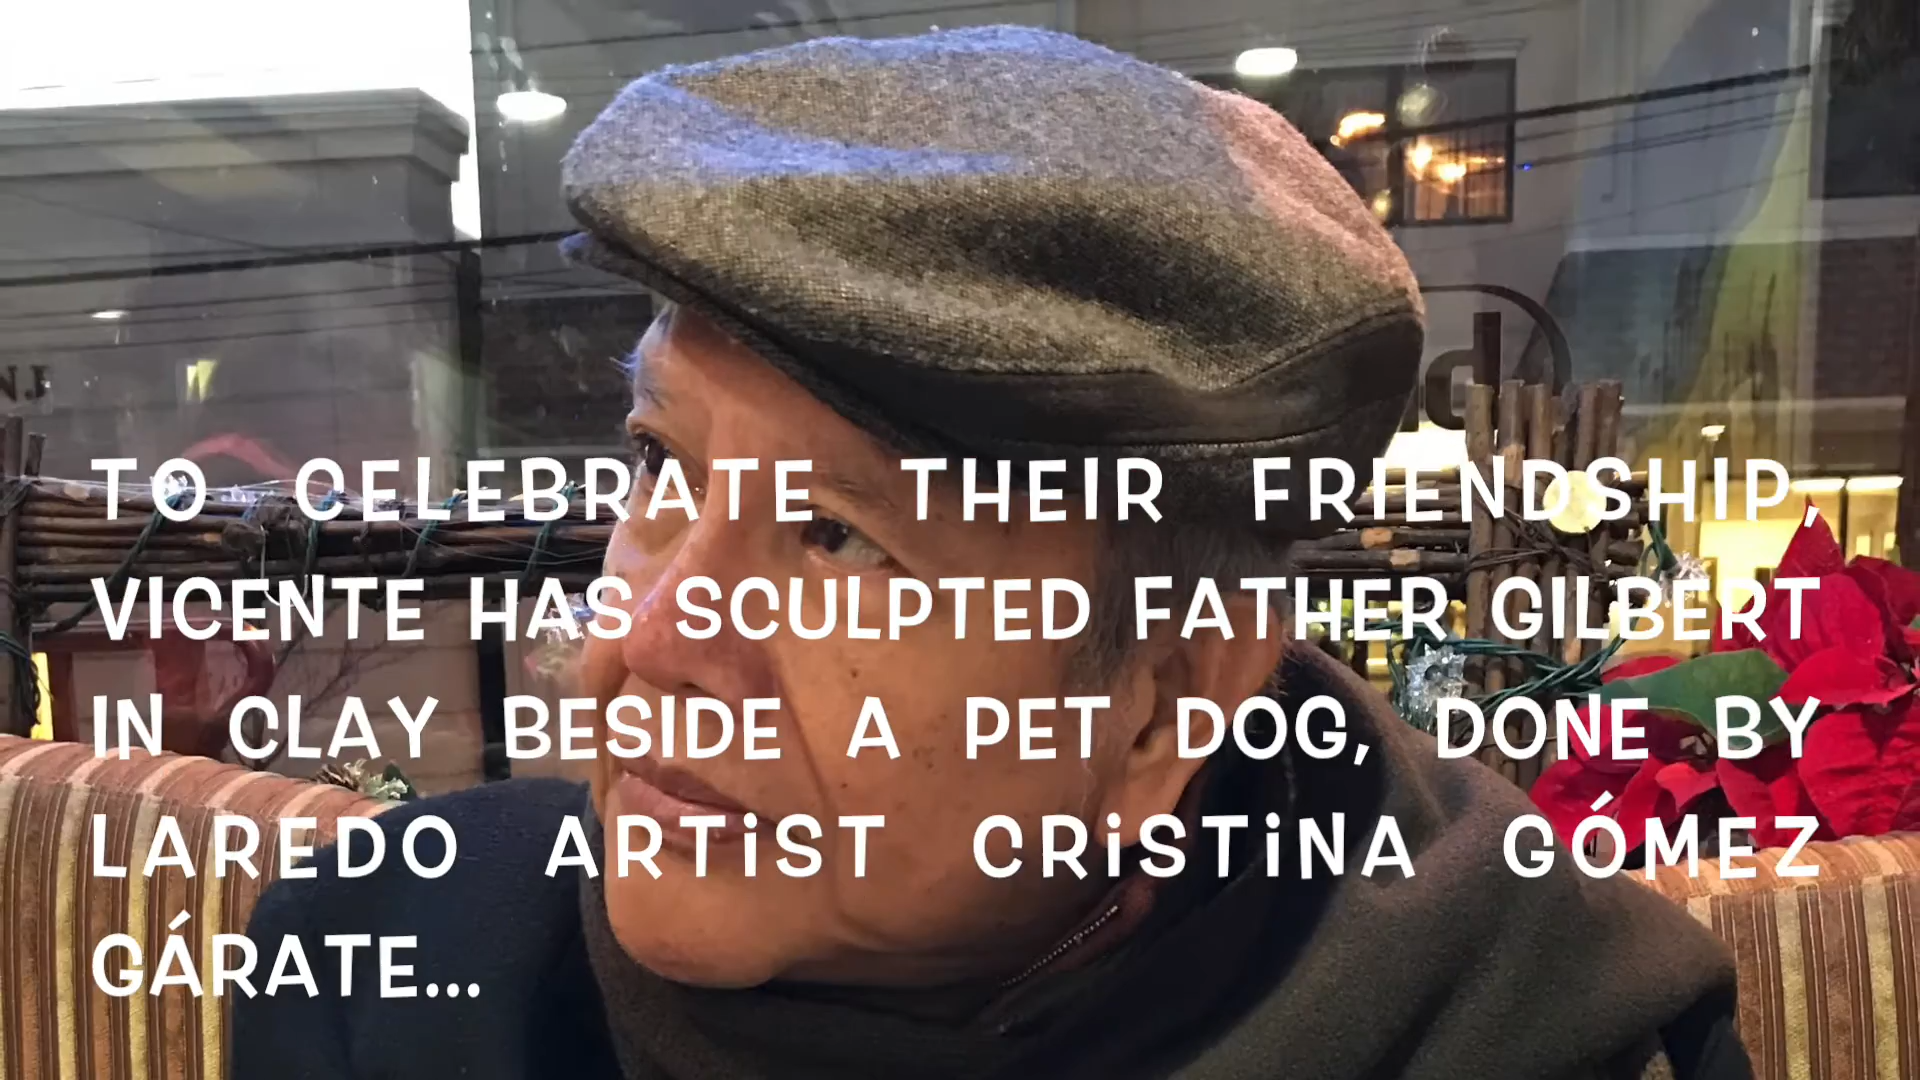 TO CELEBRATE THEIR FRIENDSHIP,
VICENTE HAS SCULPTED FATHER GILBERT
IN CLAY BESIDE A PET DOG, DONE BY
LAREDO ARTIST CRISTINA GÓMEZ
GÁRATE...